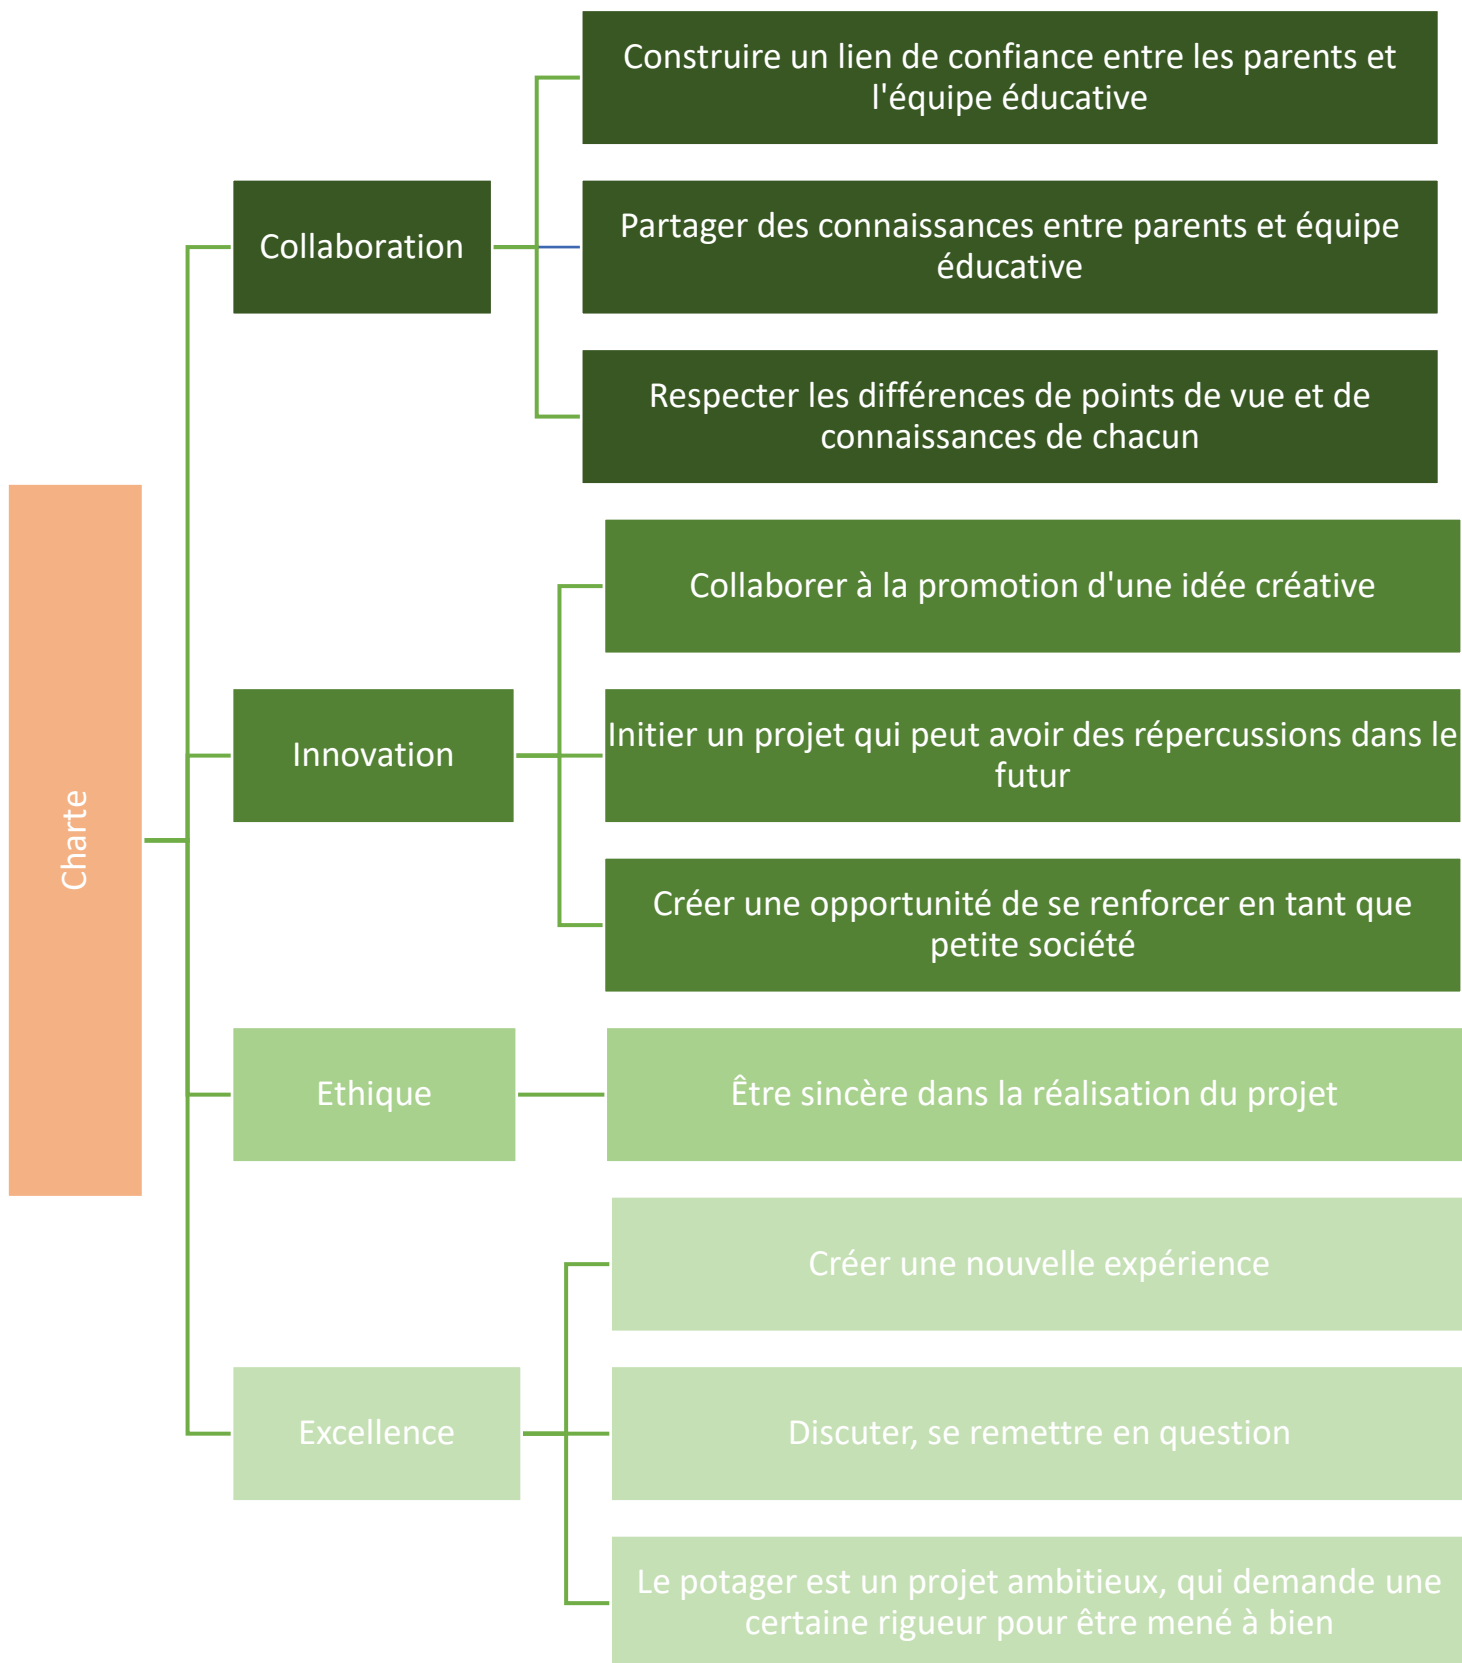 Charte
Collaboration
Construire un lien de confiance entre les parents et
l'équipe éducative
Partager des connaissances entre parents et équipe
éducative
Respecter les différences de points de vue et de
connaissances de chacun
Innovation
Collaborer à la promotion d'une idée créative
Initier un projet qui peut avoir des répercussions dans le
futur
Créer une opportunité de se renforcer en tant que
petite société
Ethique
Être sincère dans la réalisation du projet
Excellence
Créer une nouvelle expérience
Discuter, se remettre en question
Le potager est un projet ambitieux, qui demande une
certaine rigueur pour être mené à bien